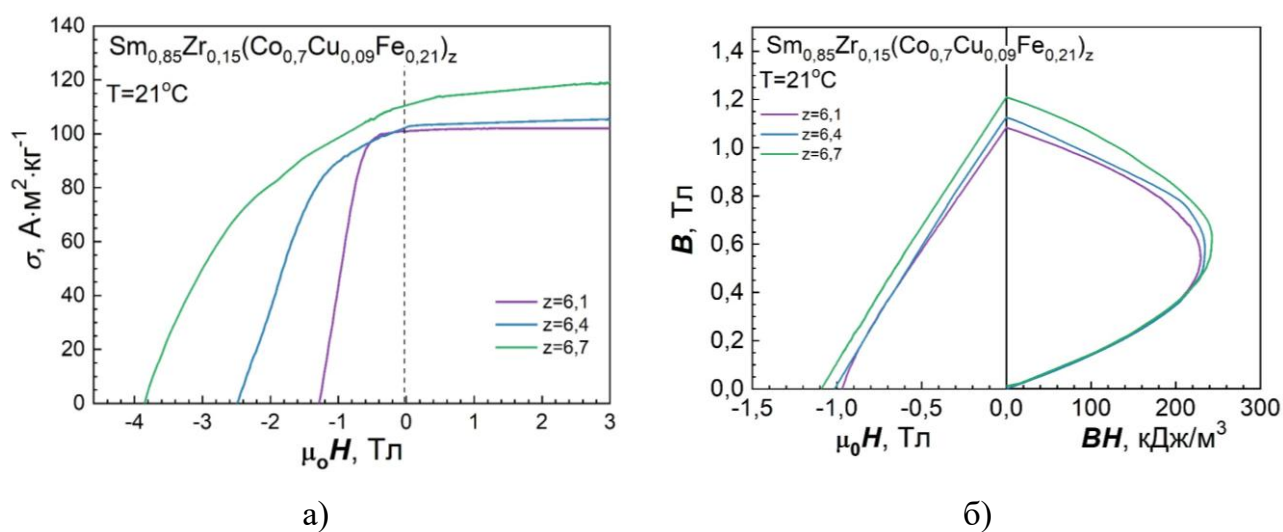 Sm0,85Zr0,15(Co0,7Cu0,09Fe0,21)z
T=21°C
140
120
100
80
60
40
20
0
σ, А·м²·кг⁻¹
z=6,1
z=6,4
z=6,7
-4 -3 -2 -1 0 1 2 3
μoH, Тл
а)
Sm0,85Zr0,15(Co0,7Cu0,09Fe0,21)z
T=21°C
z=6,1
z=6,4
z=6,7
1,4
1,2
1,0
0,8
0,6
0,4
0,2
0,0
B, Тл
-1,5 -1,0 -0,5 0,0 100 200 300
μ0H, Тл BH, кДж/м³
б)